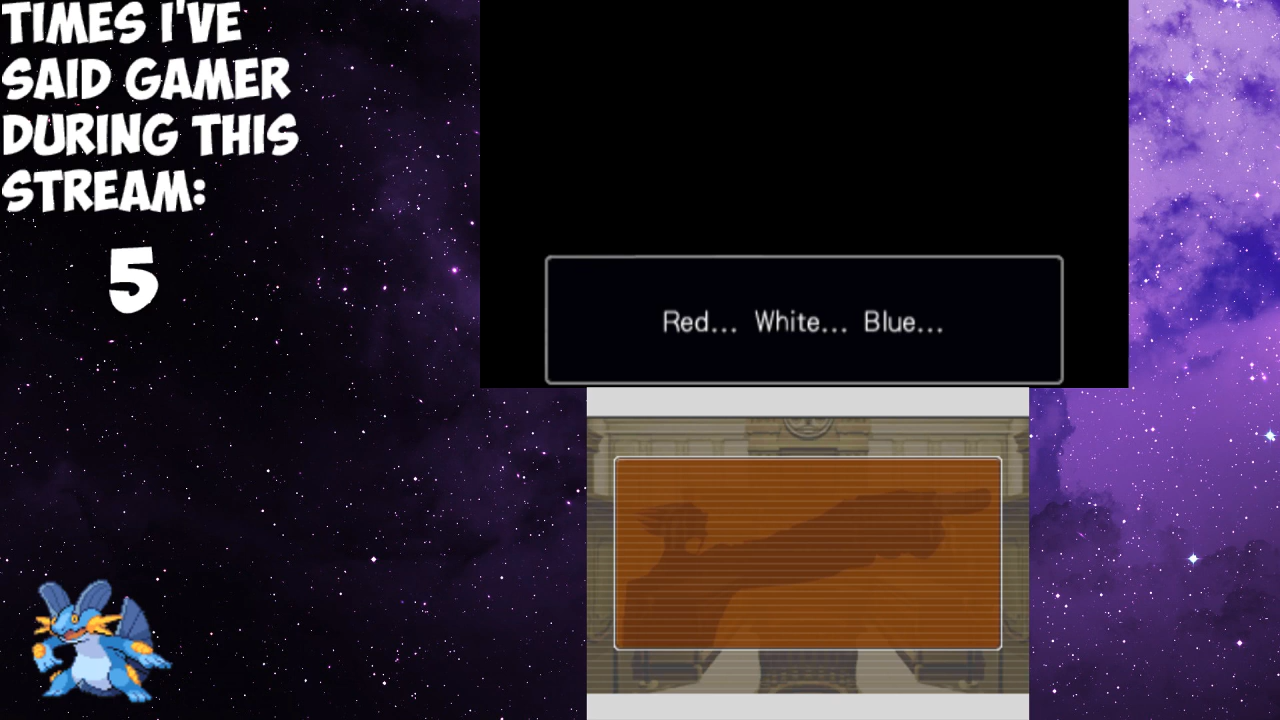 TIMES I'VE
SAID GAMER
DURING THIS
STREAM:
5
Red... White... Blue...